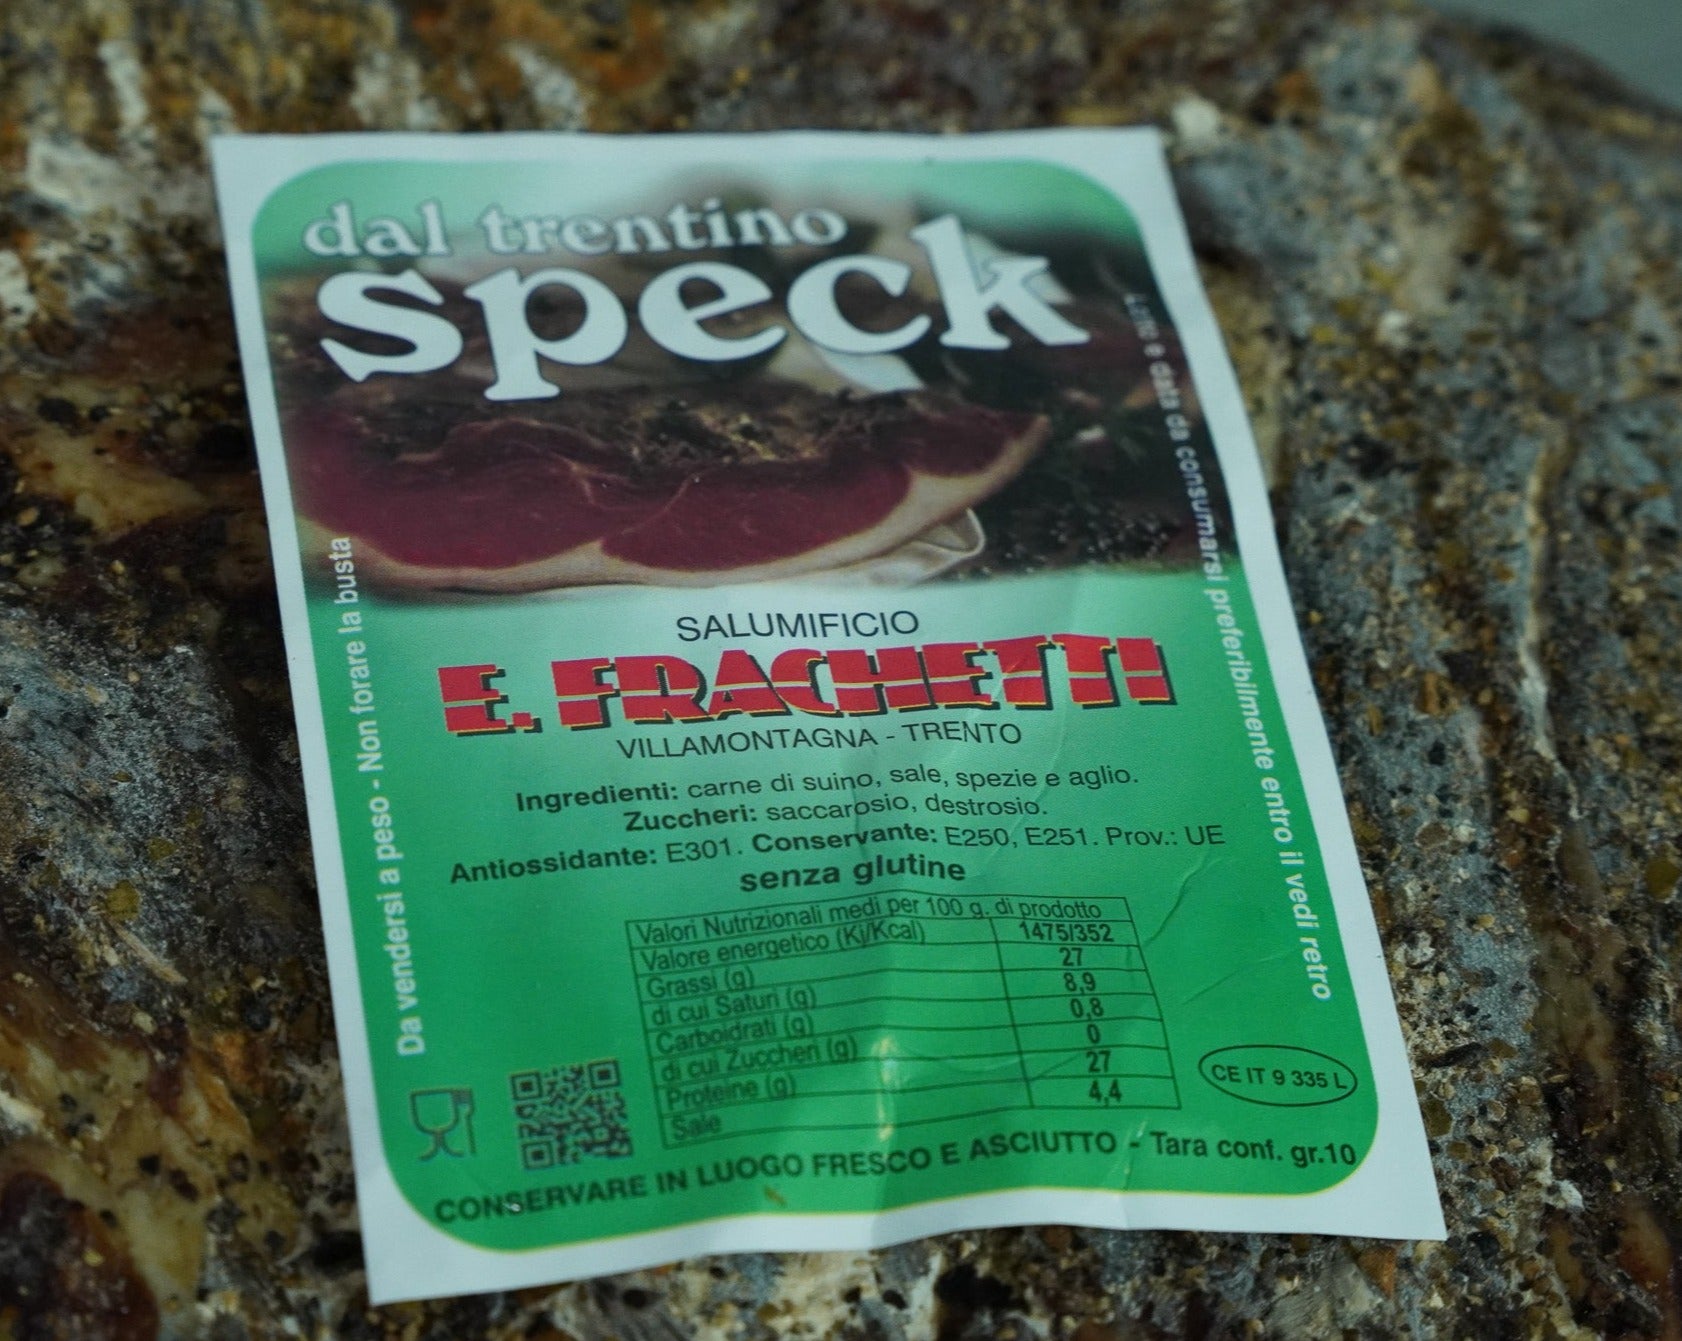 dal trentino
speck
SALUMIFICIO
E. FRACHETTI
VILLAMONTAGNA - TRENTO
Ingredienti: carne di suino, sale, spezie e aglio.
Zuccheri: saccarosio, destrosio.
Antiossidante: E301. Conservante: E250, E251. Prov.: UE
senza glutine
Valori Nutrizionali medi per 100 g. di prodotto
Valore energetico (Kj/Kcal) 1475/352
Grassi (g) 27
di cui Saturi (g) 8,9
Carboidrati (g) 0,8
di cui Zuccheri (g) 0
Proteine (g) 27
Sale 4,4
CE IT 9 335 L
CONSERVARE IN LUOGO FRESCO E ASCIUTTO - Tara conf. gr.10
Da vendersi a peso - Non forare la busta
Lotto e data da consumarsi preferibilmente entro il vedi retro